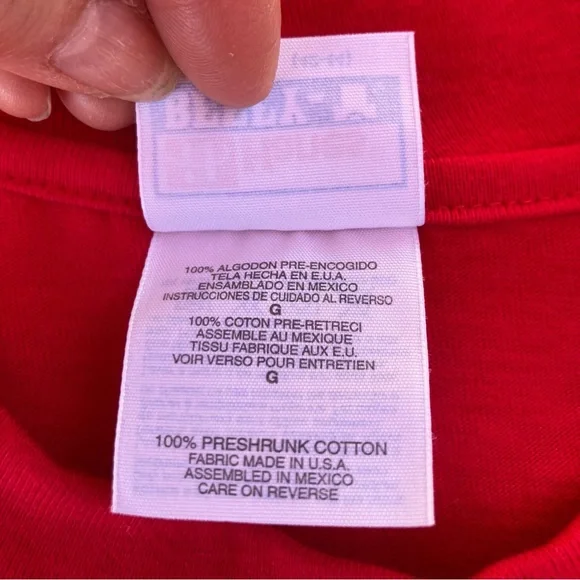 100% ALGODON PRE-ENCOGIDO
TELA HECHA EN E.U.A.
ENSAMBLADO EN MEXICO
INSTRUCCIONES DE CUIDADO AL REVERSO
G
100% COTON PRE-RETRECI
ASSEMBLE AU MEXIQUE
TISSU FABRIQUE AUX E.U.
VOIR VERSO POUR ENTRETIEN
G
100% PRESHRUNK COTTON
FABRIC MADE IN U.S.A.
ASSEMBLED IN MEXICO
CARE ON REVERSE